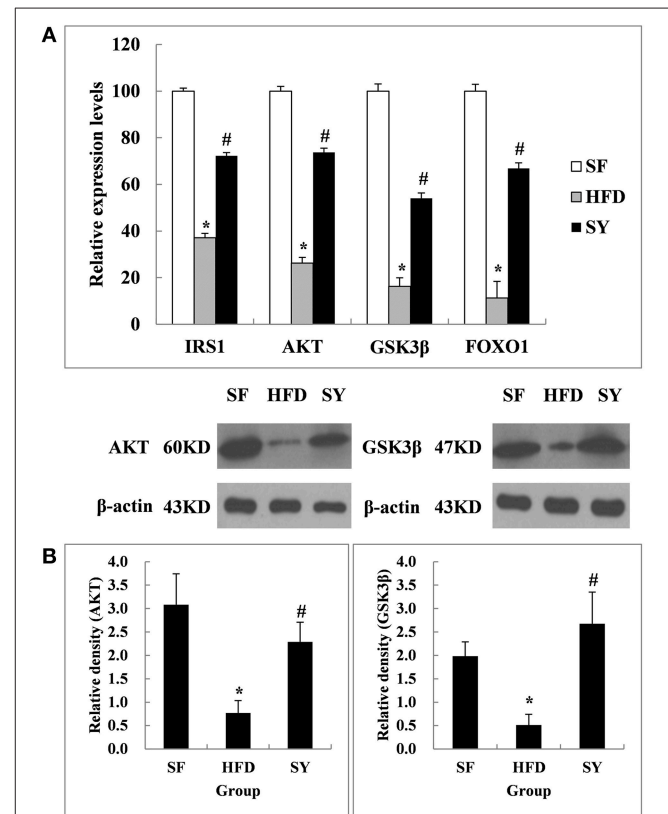 A
120
100
80
60
40
20
0
Relative expression levels
* # * # * # * #
IRS1 AKT GSK3β FOXO1
SF
HFD
SY
SF HFD SY SF HFD SY
AKT 60KD GSK3β 47KD
β-actin 43KD β-actin 43KD
B
4.0
3.5
3.0
2.5
2.0
1.5
1.0
0.5
0.0
Relative density (AKT)
* #
SF HFD SY
Group
4.0
3.5
3.0
2.5
2.0
1.5
1.0
0.5
0.0
Relative density (GSK3β)
* #
SF HFD SY
Group